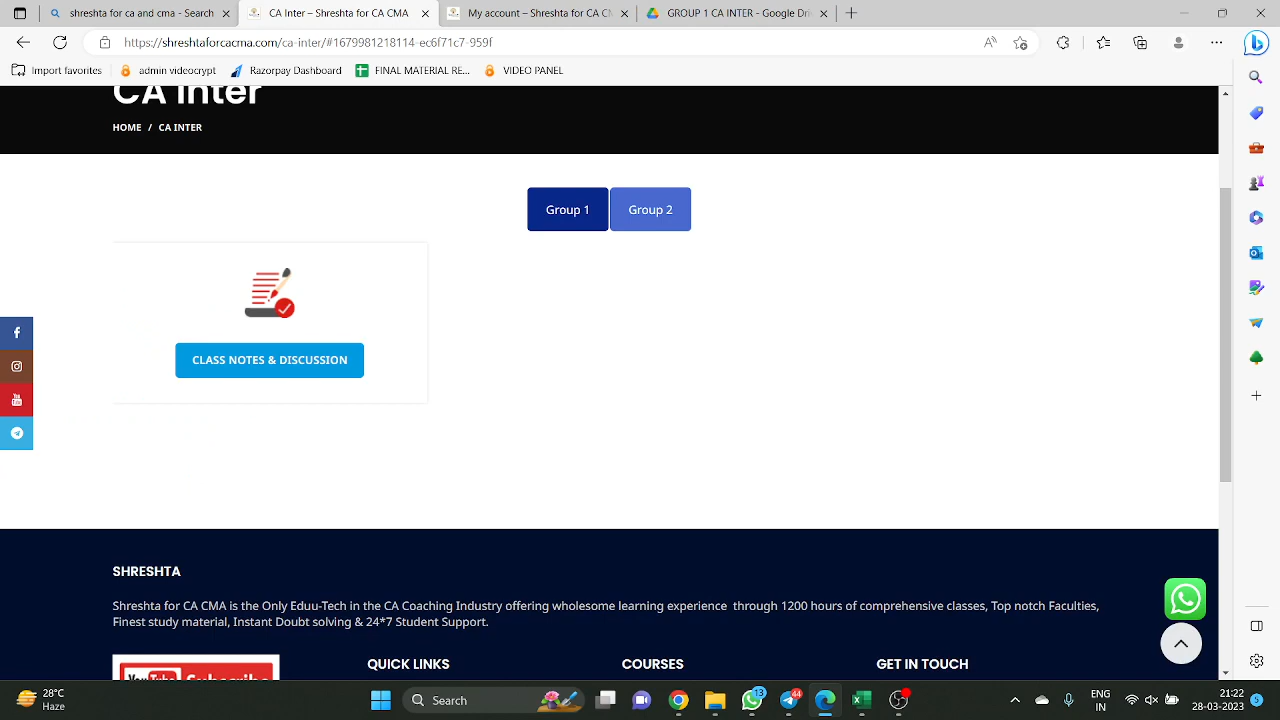 shreshta for ca cma - Search
CA Inter – Shreshta for CA CMA
My account – Shreshta for CA C
GROUP 1 CA INTER - Google Dri
https://shreshtaforcacma.com/ca-inter/#1679981218114-ec6f71c7-959f
Import favorites
admin videocrypt
Razorpay Dashboard
FINAL MATERIAL RE...
VIDEO PANEL
CA Inter
HOME / CA INTER
Group 1
Group 2
CLASS NOTES & DISCUSSION
SHRESHTA
Shreshta for CA CMA is the Only Eduu-Tech in the CA Coaching Industry offering wholesome learning experience through 1200 hours of comprehensive classes, Top notch Faculties,
Finest study material, Instant Doubt solving & 24*7 Student Support.
YouTube Subscribe
QUICK LINKS
COURSES
GET IN TOUCH
28°C
Haze
Search
13
44
ENG
IN
21:22
28-03-2023
5